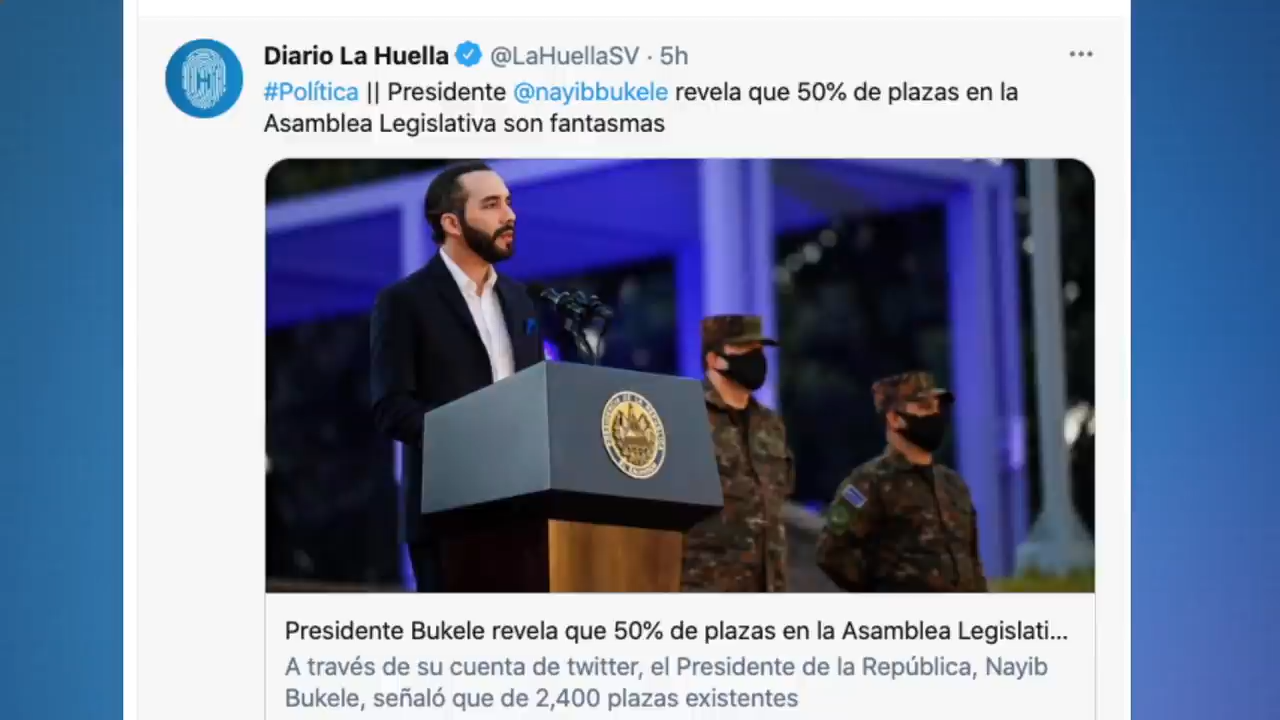 Diario La Huella @LaHuellaSV · 5h
#Política || Presidente @nayibbukele revela que 50% de plazas en la
Asamblea Legislativa son fantasmas
Presidente Bukele revela que 50% de plazas en la Asamblea Legislati...
A través de su cuenta de twitter, el Presidente de la República, Nayib
Bukele, señaló que de 2,400 plazas existentes